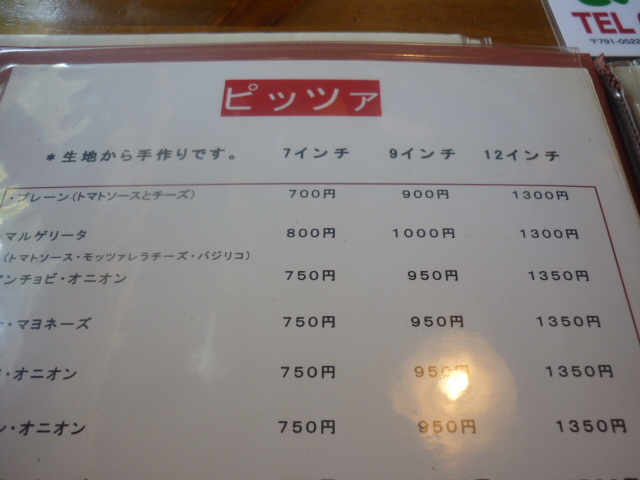 TEL
〒791-0522
ピッツァ
*生地から手作りです。 7インチ 9インチ 12インチ
・プレーン(トマトソースとチーズ) 700円 900円 1300円
マルゲリータ 800円 1000円 1300円
(トマトソース・モッツァレラチーズ・バジリコ)
アンチョビ・オニオン 750円 950円 1350円
・マヨネーズ 750円 950円 1350円
・オニオン 750円 950円 1350円
ン・オニオン 750円 950円 1350円